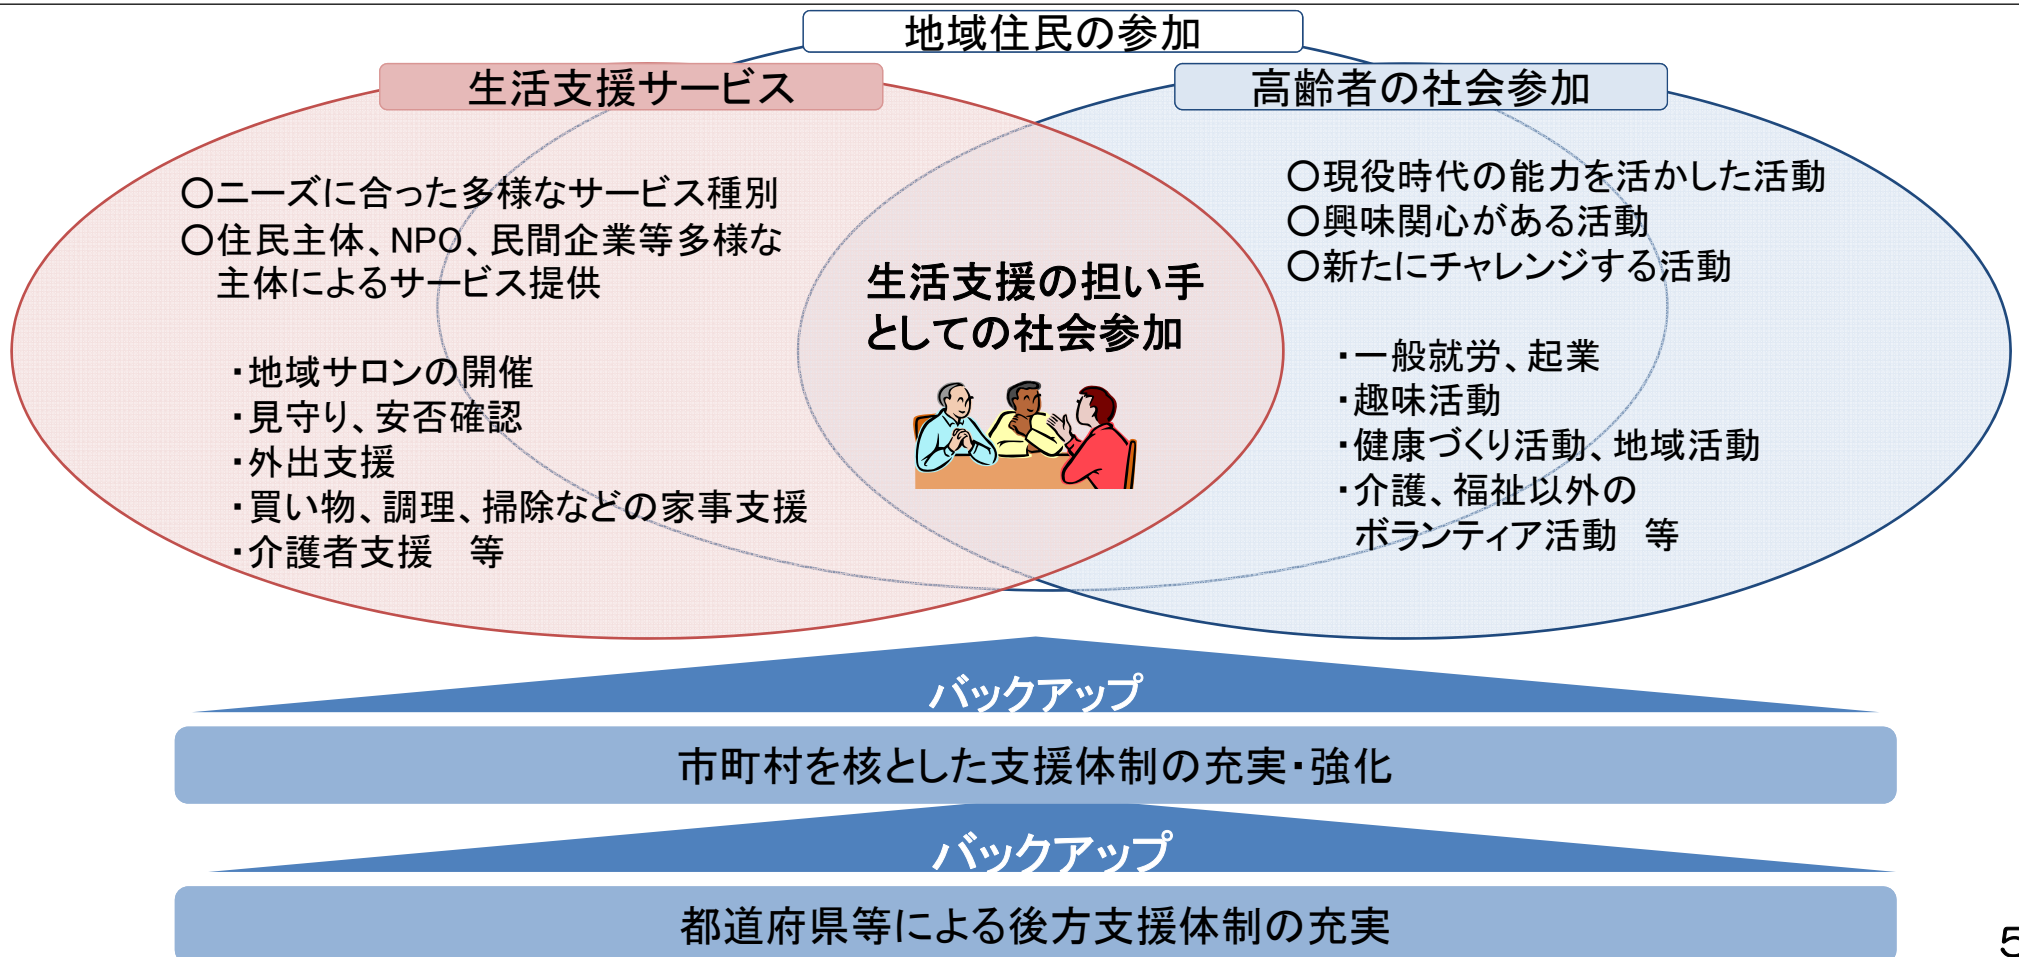 地域住民の参加
生活支援サービス
○ニーズに合った多様なサービス種別
○住民主体、NPO、民間企業等多様な
主体によるサービス提供
・地域サロンの開催
・見守り、安否確認
・外出支援
・買い物、調理、掃除などの家事支援
・介護者支援　等
生活支援の担い手
としての社会参加
高齢者の社会参加
○現役時代の能力を活かした活動
○興味関心がある活動
○新たにチャレンジする活動
・一般就労、起業
・趣味活動
・健康づくり活動、地域活動
・介護、福祉以外の
ボランティア活動　等
バックアップ
市町村を核とした支援体制の充実・強化
バックアップ
都道府県等による後方支援体制の充実
5